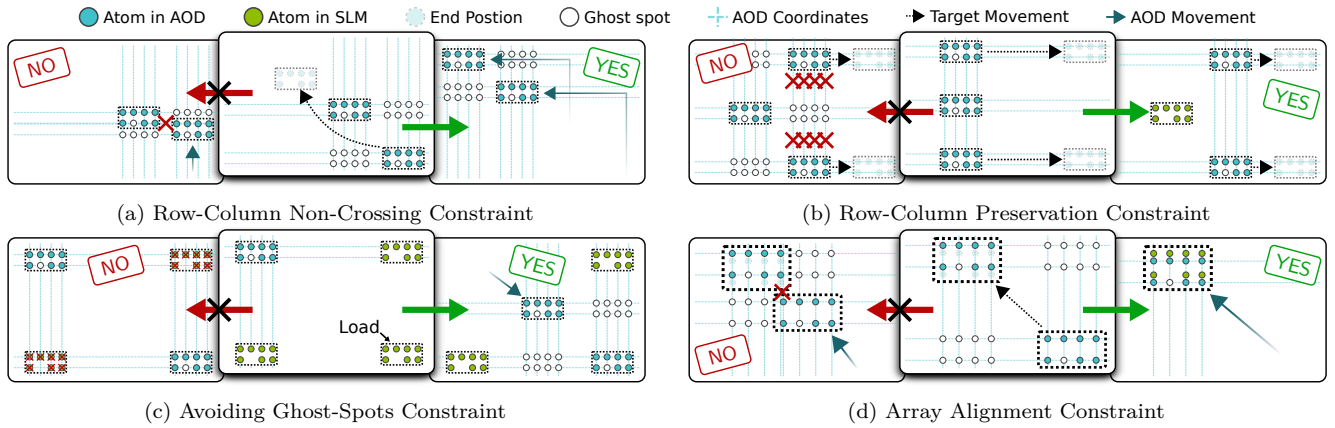 Atom in AOD Atom in SLM End Postion Ghost spot AOD Coordinates Target Movement AOD Movement
NO YES
(a) Row-Column Non-Crossing Constraint
NO YES
(b) Row-Column Preservation Constraint
NO YES
Load
(c) Avoiding Ghost-Spots Constraint
YES
NO
(d) Array Alignment Constraint